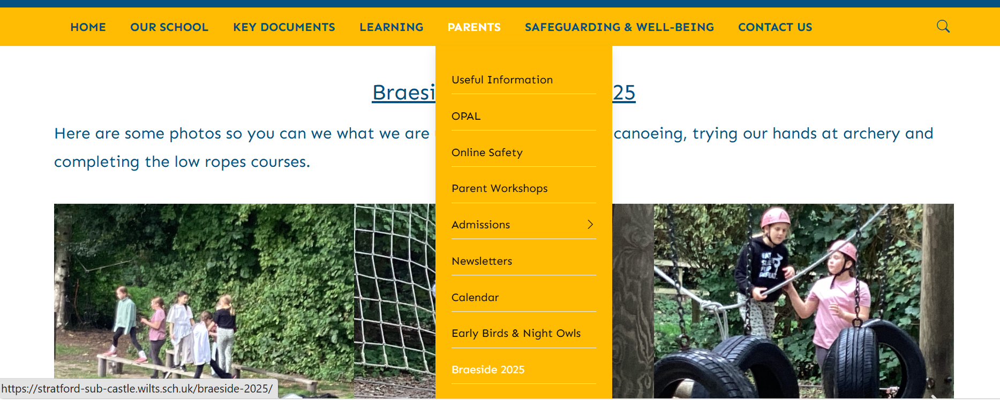 HOME OUR SCHOOL KEY DOCUMENTS LEARNING PARENTS SAFEGUARDING & WELL-BEING CONTACT US
Useful Information
OPAL
Online Safety
Parent Workshops
Admissions
Newsletters
Calendar
Early Birds & Night Owls
Braeside 2025
25
Here are some photos so you can we what we are canoeing, trying our hands at archery and
completing the low ropes courses.
EAT
https://stratford-sub-castle.wilts.sch.uk/braeside-2025/